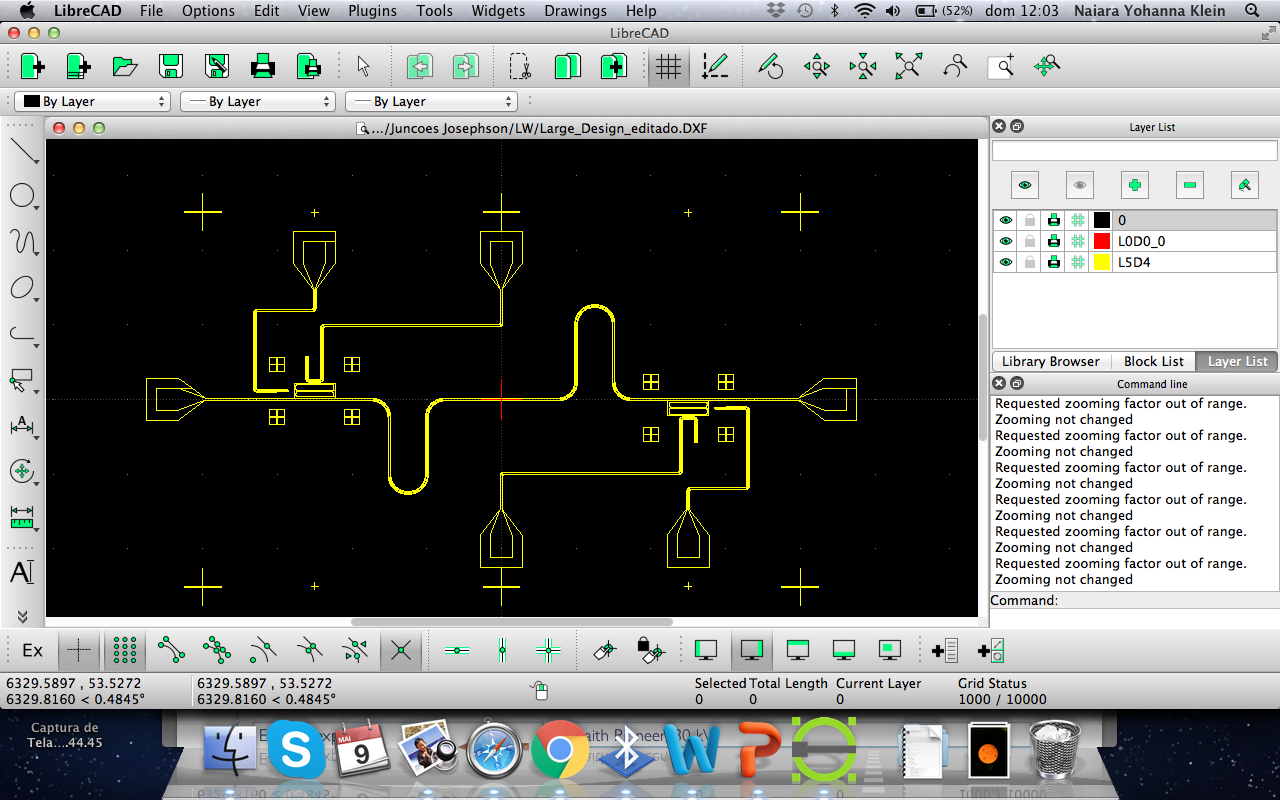 LibreCAD File Options Edit View Plugins Tools Widgets Drawings Help (52%) dom 12:03 Naiara Yohanna Klein
LibreCAD
By Layer By Layer By Layer
.../Juncoes Josephson/LW/Large_Design_editado.DXF
Layer List
0
L0D0_0
L5D4
Library Browser Block List Layer List
Command line
Requested zooming factor out of range.
Zooming not changed
Requested zooming factor out of range.
Zooming not changed
Requested zooming factor out of range.
Zooming not changed
Requested zooming factor out of range.
Zooming not changed
Requested zooming factor out of range.
Zooming not changed
Requested zooming factor out of range.
Zooming not changed
Command:
A
A
Ex
6329.5897 , 53.5272 6329.5897 , 53.5272 Selected Total Length Current Layer Grid Status
6329.8160 < 0.4845° 6329.8160 < 0.4845° 0 0 0 1000 / 10000
Captura de
Tela...44.45
MAI
9